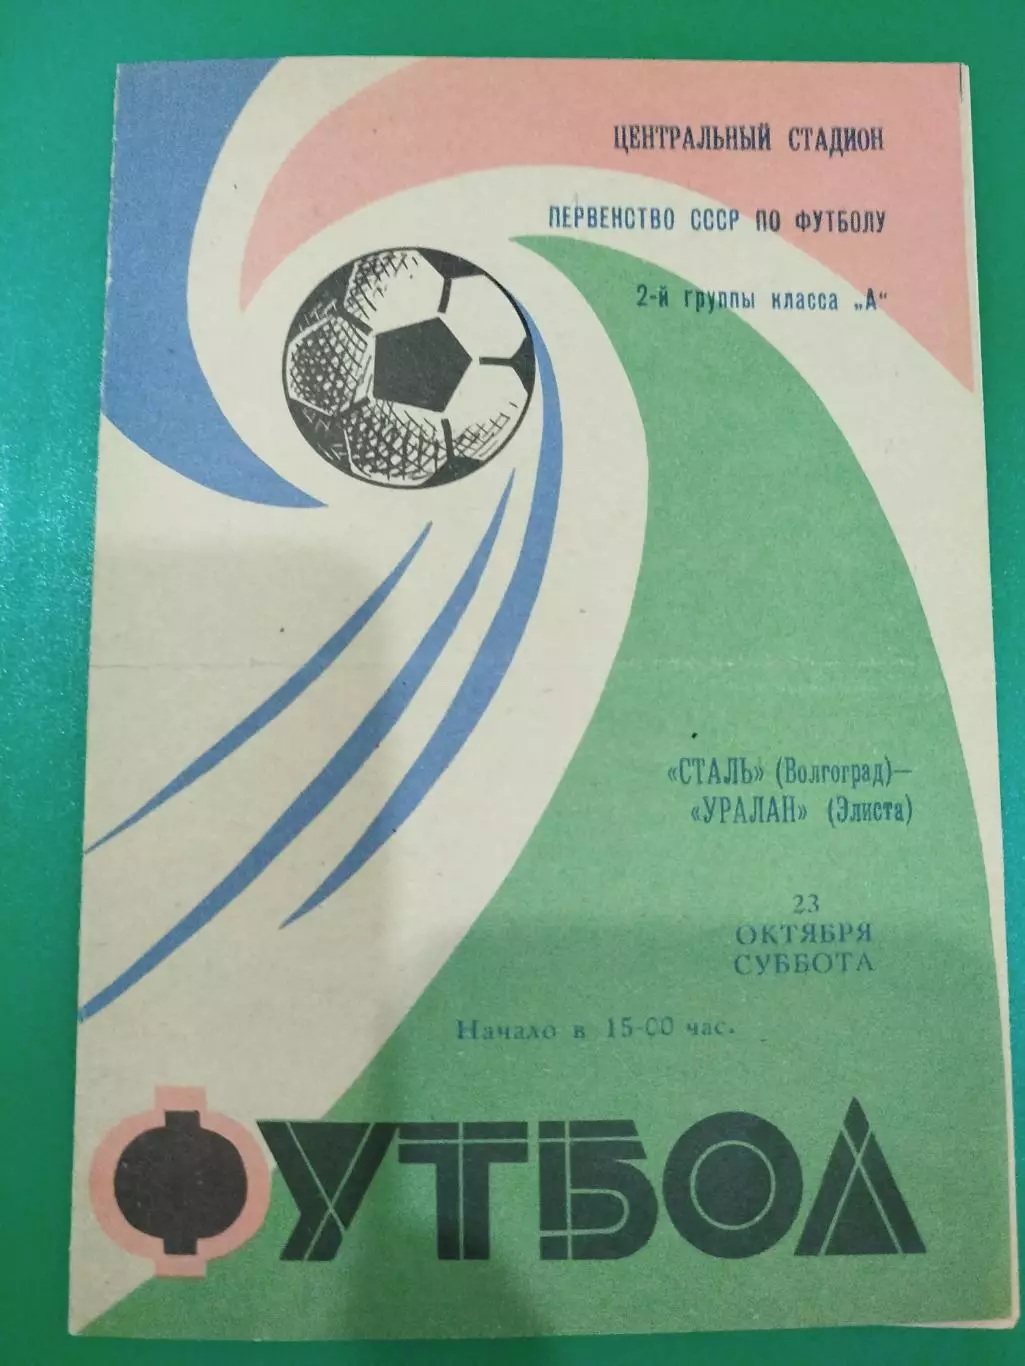 ЦЕНТРАЛЬНЫЙ СТАДИОН
ПЕРВЕНСТВО СССР ПО ФУТБОЛУ
2-й группы класса „А“
«СТАЛЬ» (Волгоград)—
«УРАЛАН» (Элиста)
23
ОКТЯБРЯ
СУББОТА
Начало в 15-00 час.
ФУТБОЛ